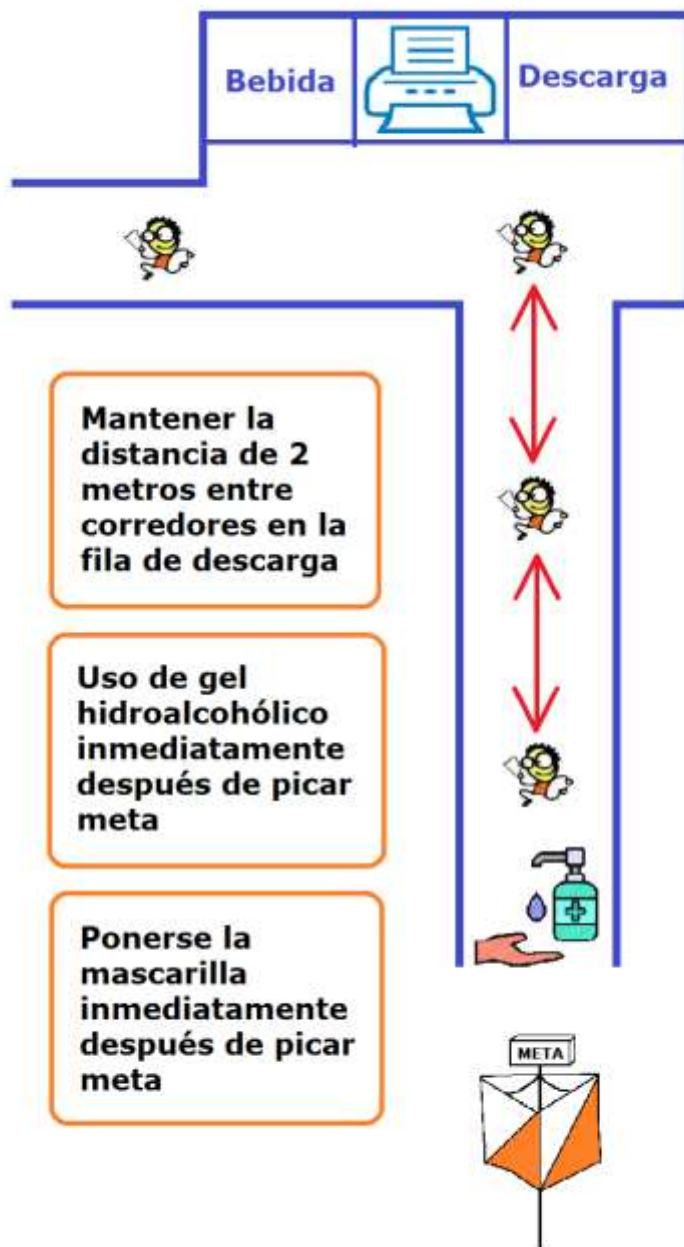 Bebida
Descarga
Mantener la
distancia de 2
metros entre
corredores en la
fila de descarga
Uso de gel
hidroalcohólico
inmediatamente
después de picar
meta
Ponerse la
mascarilla
inmediatamente
después de picar
meta
META